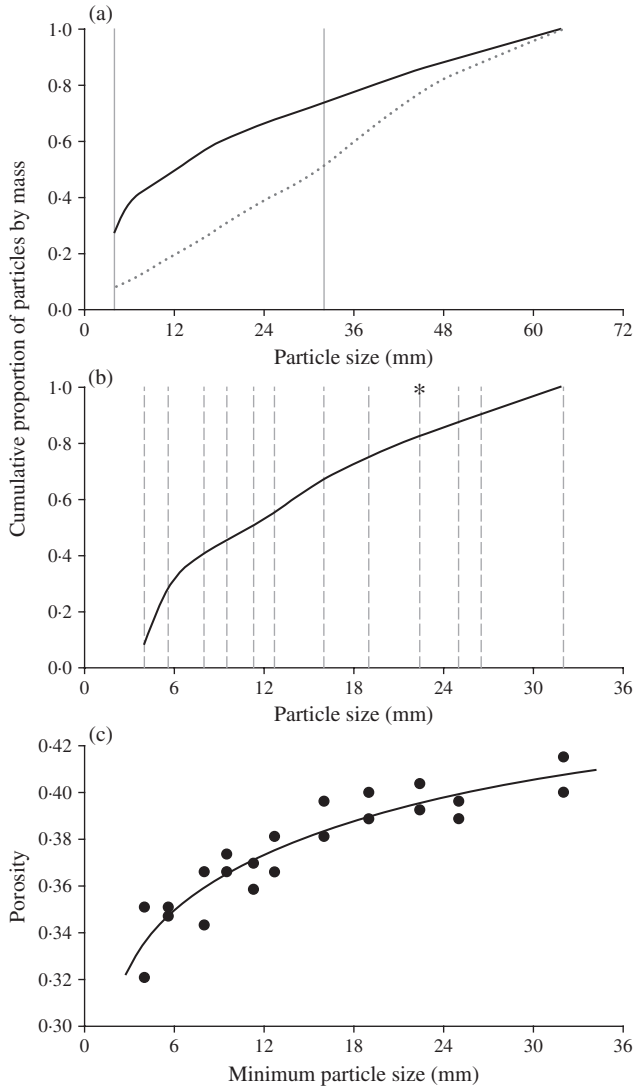 (a)
1·0
0·8
0·6
0·4
0·2
0·0
0 12 24 36 48 60 72
Particle size (mm)
Cumulative proportion of particles by mass
(b)
*
1·0
0·8
0·6
0·4
0·2
0·0
0 6 12 18 24 30 36
Particle size (mm)
(c)
0·42
0·40
0·38
0·36
0·34
0·32
0·30
Porosity
0 6 12 18 24 30 36
Minimum particle size (mm)